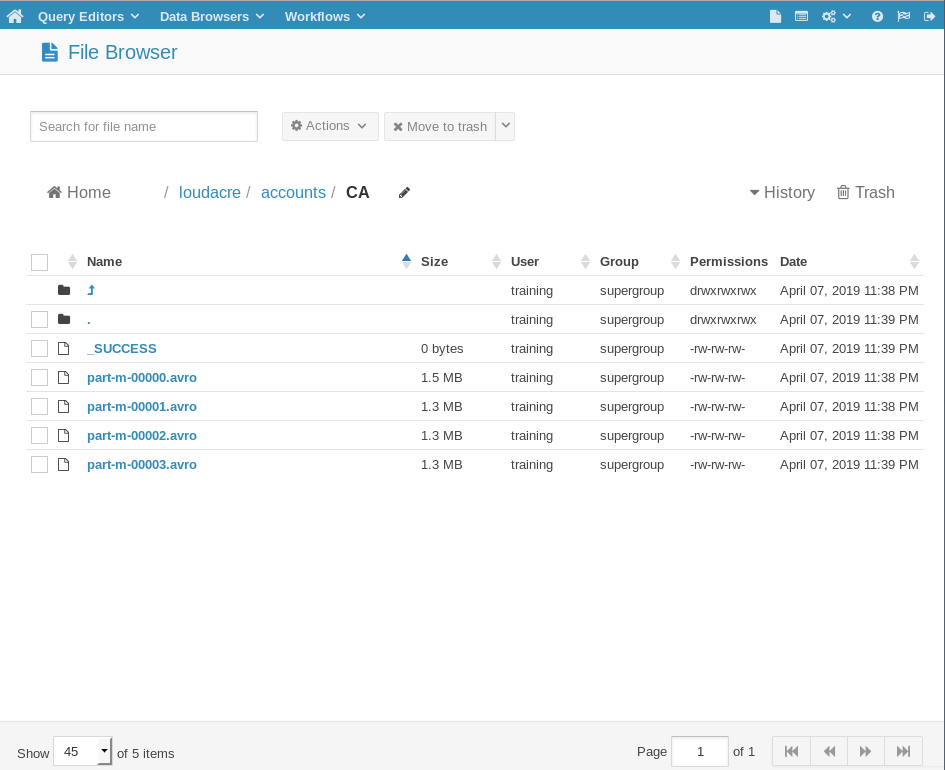 Query Editors Data Browsers Workflows
File Browser
Search for file name Actions Move to trash
Home / loudacre / accounts / CA History Trash
Name Size User Group Permissions Date
training supergroup drwxrwxrwx April 07, 2019 11:38 PM
. training supergroup drwxrwxrwx April 07, 2019 11:39 PM
_SUCCESS 0 bytes training supergroup -rw-rw-rw- April 07, 2019 11:39 PM
part-m-00000.avro 1.5 MB training supergroup -rw-rw-rw- April 07, 2019 11:38 PM
part-m-00001.avro 1.3 MB training supergroup -rw-rw-rw- April 07, 2019 11:38 PM
part-m-00002.avro 1.3 MB training supergroup -rw-rw-rw- April 07, 2019 11:38 PM
part-m-00003.avro 1.3 MB training supergroup -rw-rw-rw- April 07, 2019 11:39 PM
Show 45 of 5 items Page 1 of 1